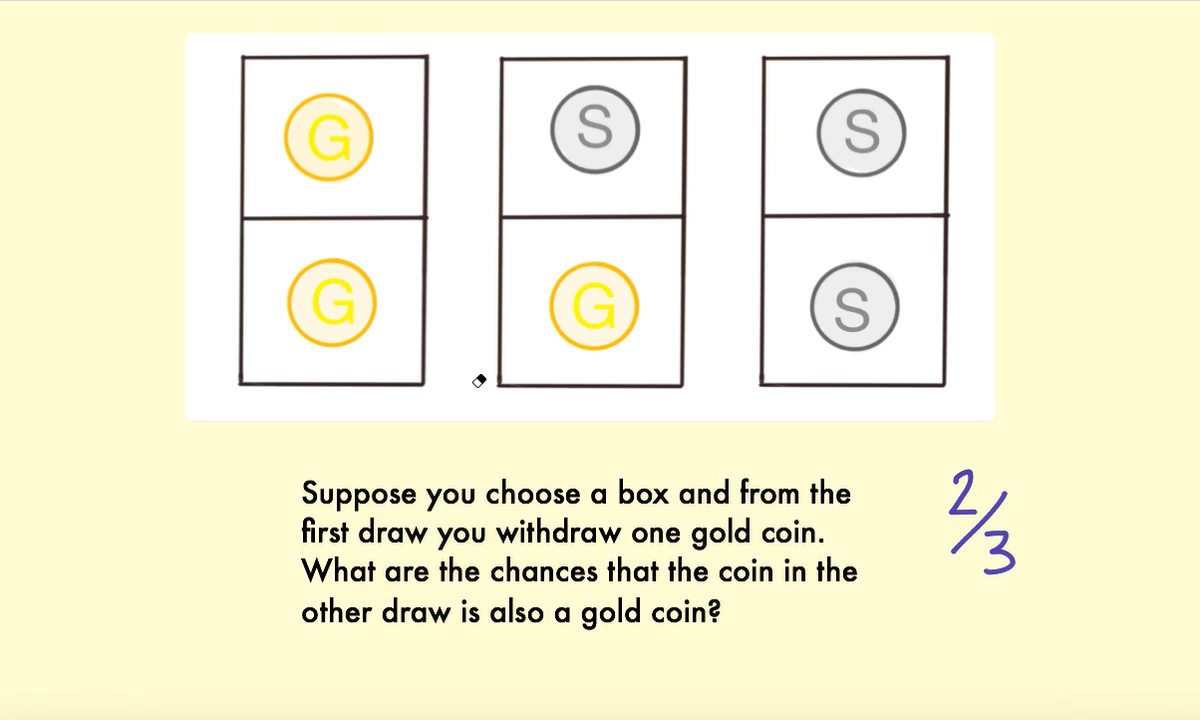 G S S
G G S
Suppose you choose a box and from the
first draw you withdraw one gold coin.
What are the chances that the coin in the
other draw is also a gold coin?
2/3